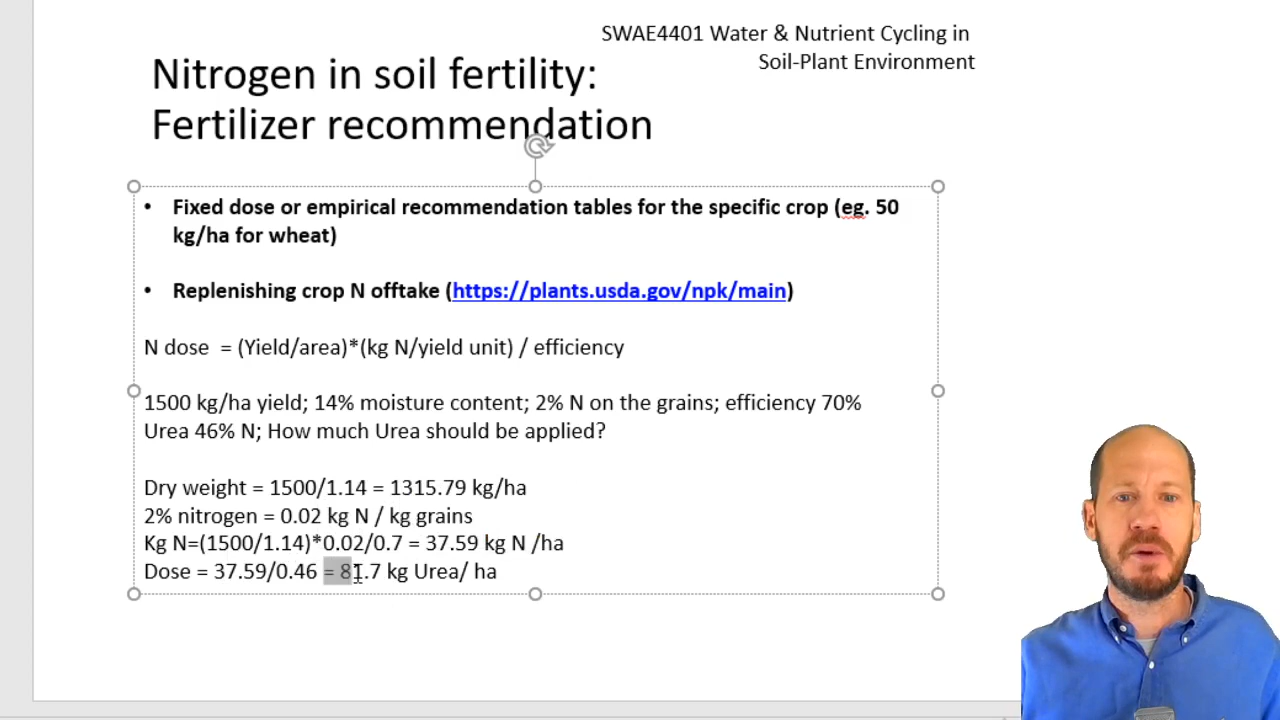 SWAE4401 Water & Nutrient Cycling in
Soil-Plant Environment
Nitrogen in soil fertility:
Fertilizer recommendation
• Fixed dose or empirical recommendation tables for the specific crop (eg. 50
kg/ha for wheat)
• Replenishing crop N offtake (https://plants.usda.gov/npk/main)
N dose  = (Yield/area)*(kg N/yield unit) / efficiency
1500 kg/ha yield; 14% moisture content; 2% N on the grains; efficiency 70%
Urea 46% N; How much Urea should be applied?
Dry weight = 1500/1.14 = 1315.79 kg/ha
2% nitrogen = 0.02 kg N / kg grains
Kg N=(1500/1.14)*0.02/0.7 = 37.59 kg N /ha
Dose = 37.59/0.46 = 81.7 kg Urea/ ha